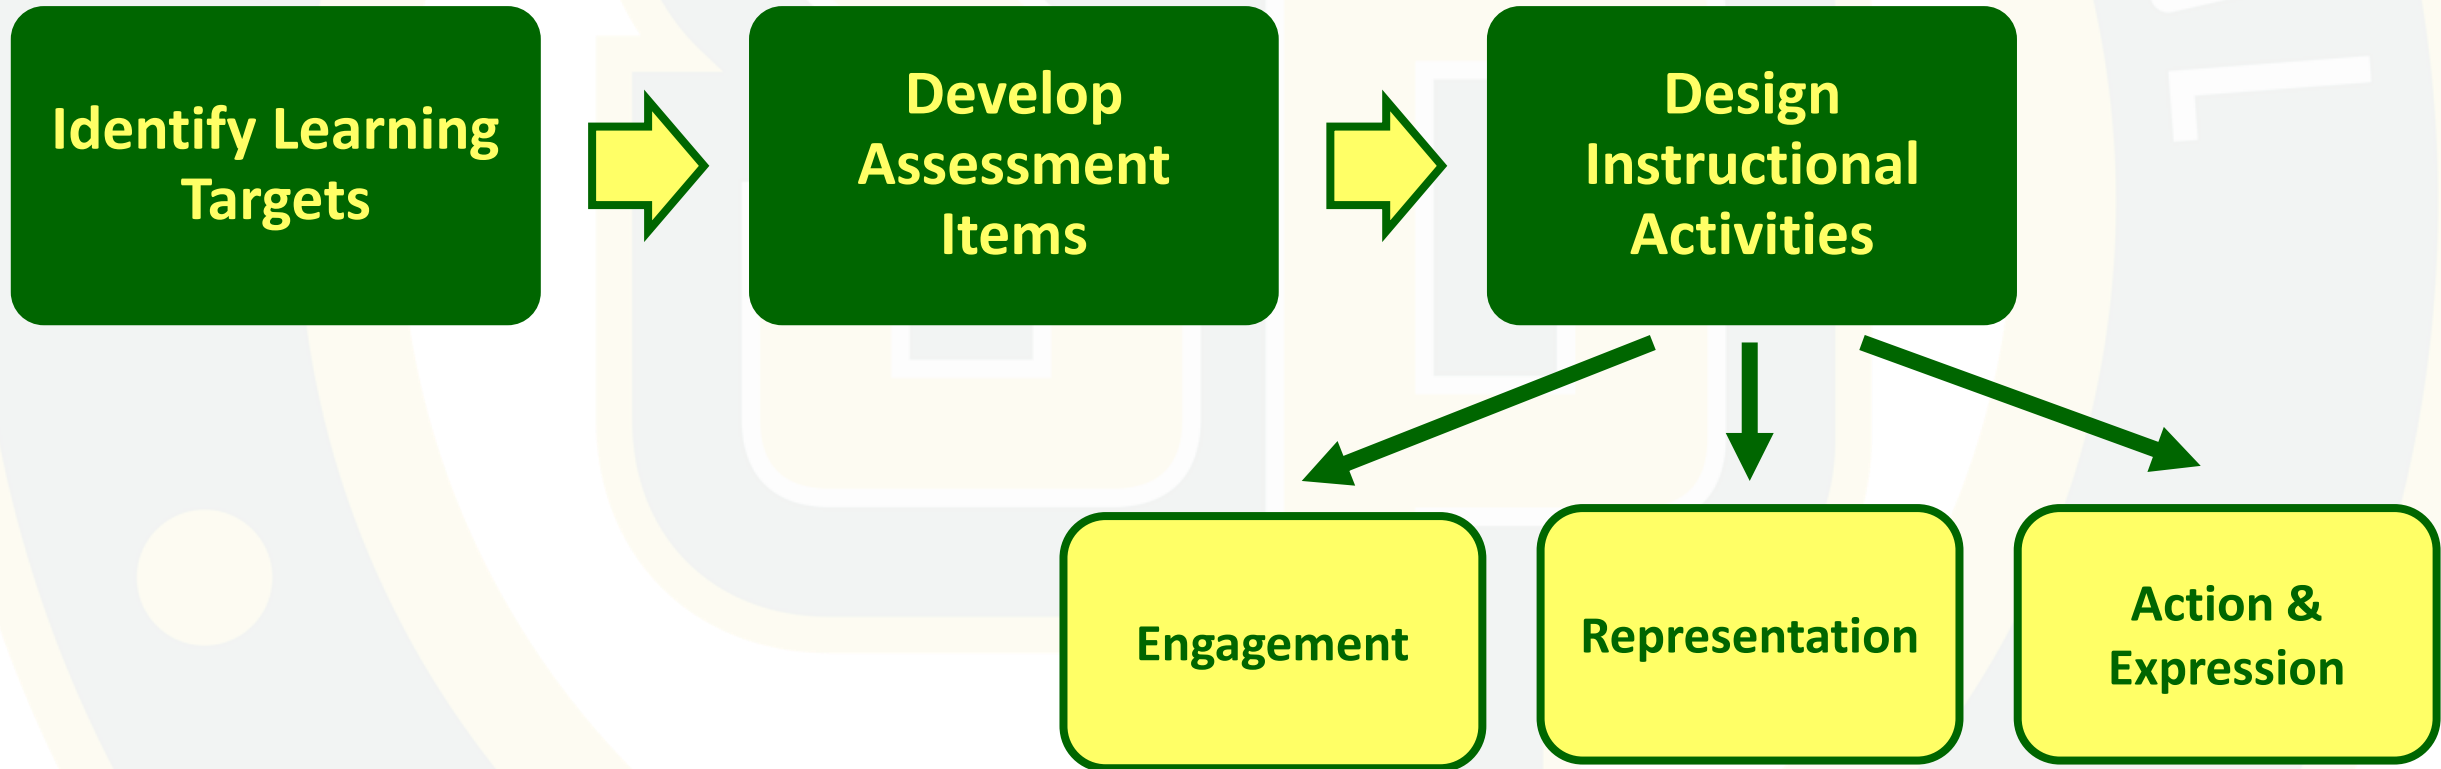 Identify Learning
Targets
Develop
Assessment
Items
Design
Instructional
Activities
Engagement
Representation
Action &
Expression